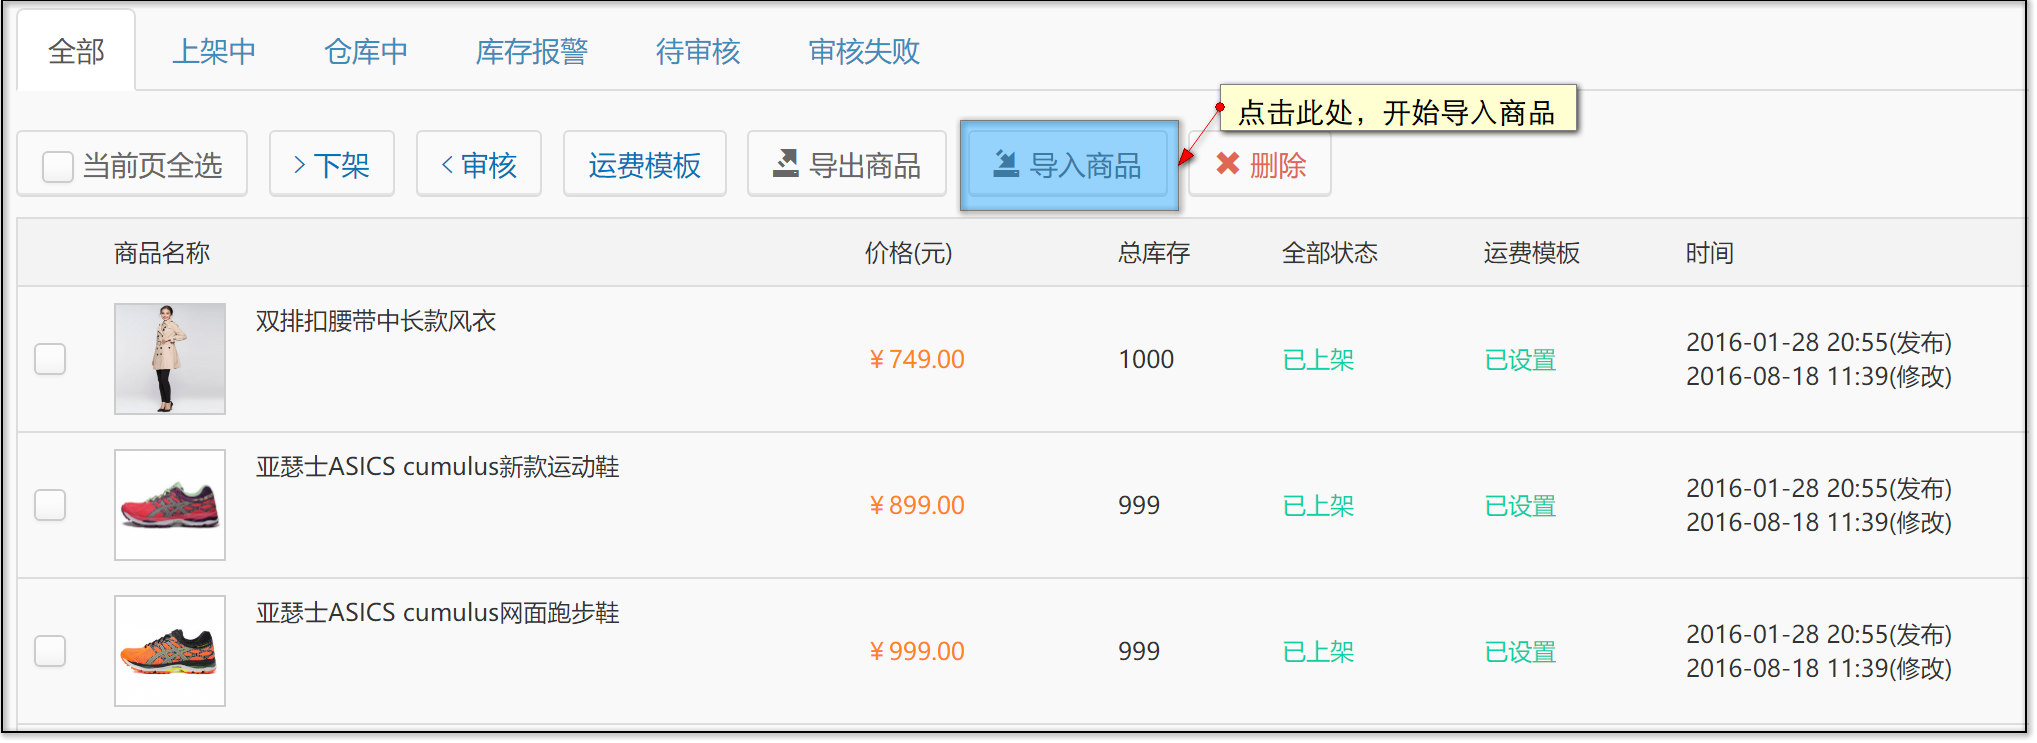 全部 上架中 仓库中 库存报警 待审核 审核失败
点击此处，开始导入商品
当前页全选 > 下架 < 审核 运费模板 导出商品 导入商品 删除
商品名称 价格(元) 总库存 全部状态 运费模板 时间
双排扣腰带中长款风衣
¥749.00 1000 已上架 已设置 2016-01-28 20:55(发布)
2016-08-18 11:39(修改)
亚瑟士ASICS cumulus新款运动鞋
¥899.00 999 已上架 已设置 2016-01-28 20:55(发布)
2016-08-18 11:39(修改)
亚瑟士ASICS cumulus网面跑步鞋
¥999.00 999 已上架 已设置 2016-01-28 20:55(发布)
2016-08-18 11:39(修改)